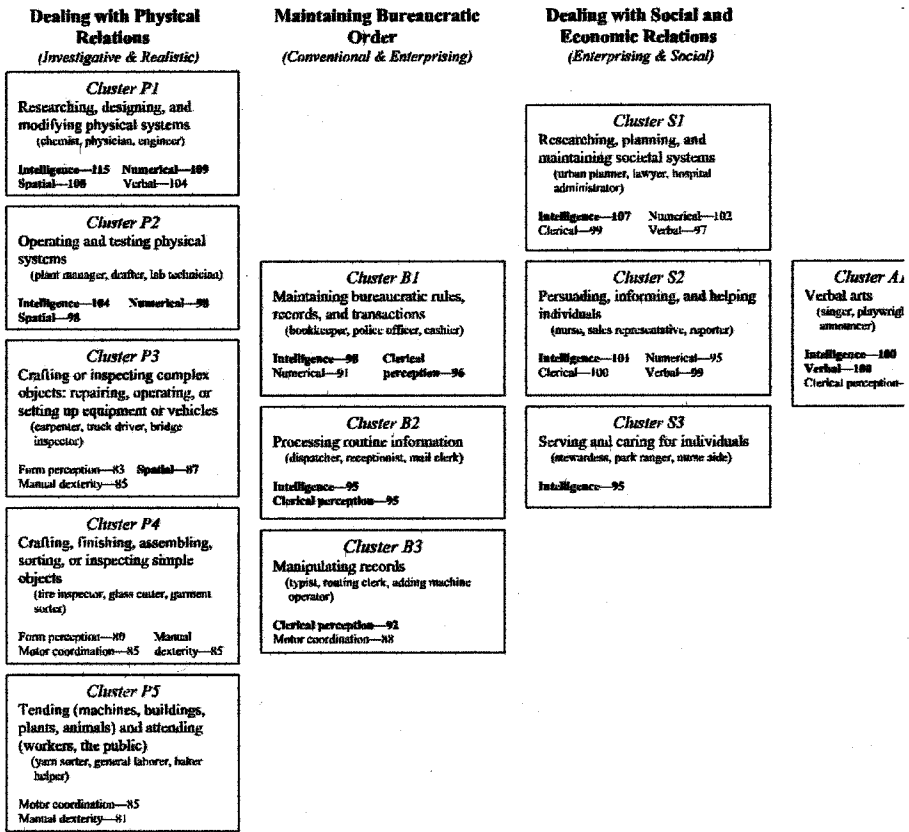 Dealing with Physical
Relations
(Investigative & Realistic)
Cluster P1
Researching, designing, and
modifying physical systems
(chemist, physician, engineer)
Intelligence—115 Numerical—109
Spatial—108 Verbal—104
Cluster P2
Operating and testing physical
systems
(plant manager, drafter, lab technician)
Intelligence—104 Numerical—98
Spatial—98
Cluster P3
Crafting or inspecting complex
objects: repairing, operating, or
setting up equipment or vehicles
(carpenter, truck driver, bridge
inspector)
Form perception—83 Spatial—87
Manual dexterity—85
Cluster P4
Crafting, finishing, assembling,
sorting, or inspecting simple
objects
(tire inspector, glass cutter, garment
sorter)
Form perception—80 Manual
Motor coordination—85 dexterity—85
Cluster P5
Tending (machines, buildings,
plants, animals) and attending
(workers, the public)
(yarn sorter, general laborer, baker
helper)
Motor coordination—85
Manual dexterity—81
Maintaining Bureaucratic
Order
(Conventional & Enterprising)
Cluster B1
Maintaining bureaucratic rules,
records, and transactions
(bookkeeper, police officer, cashier)
Intelligence—98 Clerical
Numerical—91 perception—96
Cluster B2
Processing routine information
(dispatcher, receptionist, mail clerk)
Intelligence—95
Clerical perception—95
Cluster B3
Manipulating records
(typist, routing clerk, adding machine
operator)
Clerical perception—92
Motor coordination—88
Dealing with Social and
Economic Relations
(Enterprising & Social)
Cluster S1
Researching, planning, and
maintaining societal systems
(urban planner, lawyer, hospital
administrator)
Intelligence—107 Numerical—102
Clerical—99 Verbal—97
Cluster S2
Persuading, informing, and helping
individuals
(nurse, sales representative, reporter)
Intelligence—101 Numerical—95
Clerical—100 Verbal—99
Cluster S3
Serving and caring for individuals
(stewardess, park ranger, nurse aide)
Intelligence—95
Cluster A1
Verbal arts
(singer, playwrig
announcer)
Intelligence—100
Verbal—100
Clerical perception—